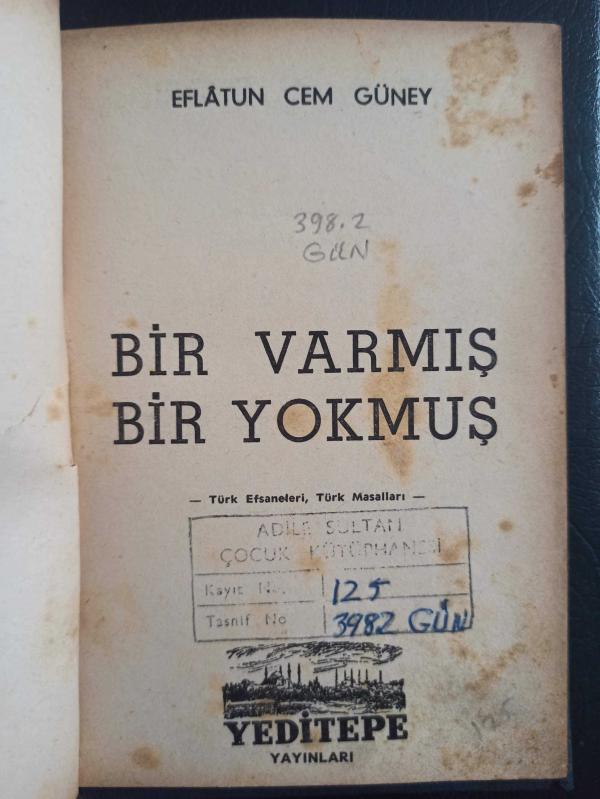 EFLÂTUN CEM GÜNEY
398.2
GÜN
BİR VARMIŞ
BİR YOKMUŞ
— Türk Efsaneleri, Türk Masalları —
ADİLE SULTAN
ÇOCUK KÜTÜPHANESİ
Kayıt No. 125
Tasnif No 3982 GÜN
YEDİTEPE
YAYINLARI
125